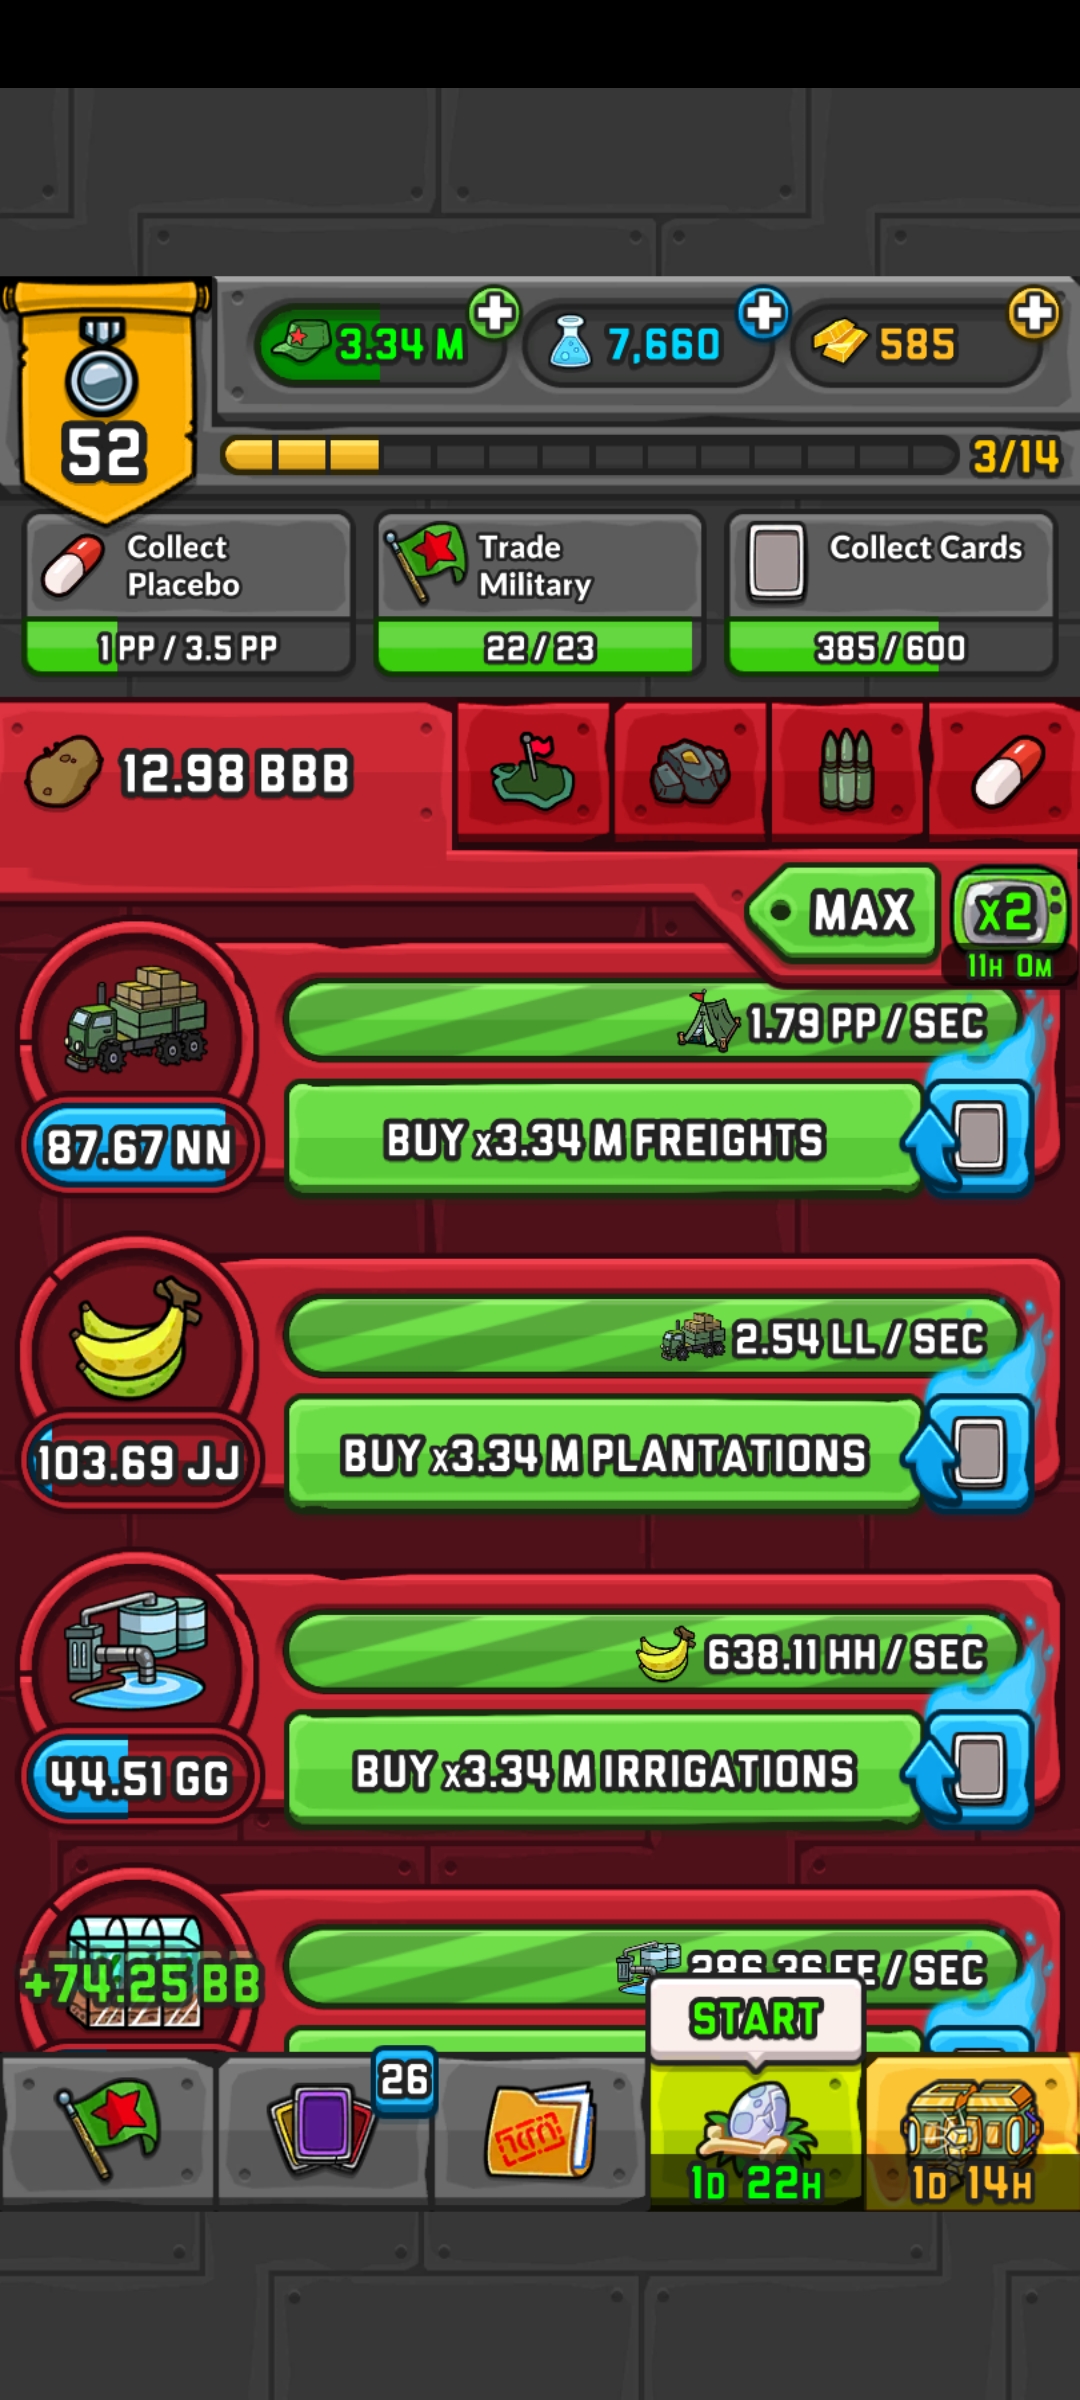 3.34 M
7,660
585
52
3/14
Collect
Placebo
1 PP / 3.5 PP
Trade
Military
22 / 23
Collect Cards
385 / 600
12.98 BBB
MAX
x2
11H 0M
1.79 PP / SEC
87.67 NN
BUY x3.34 M FREIGHTS
2.54 LL / SEC
103.69 JJ
BUY x3.34 M PLANTATIONS
638.11 HH / SEC
44.51 GG
BUY x3.34 M IRRIGATIONS
+74.25 BB
286.36 EE / SEC
START
26
1D 22H
1D 14H